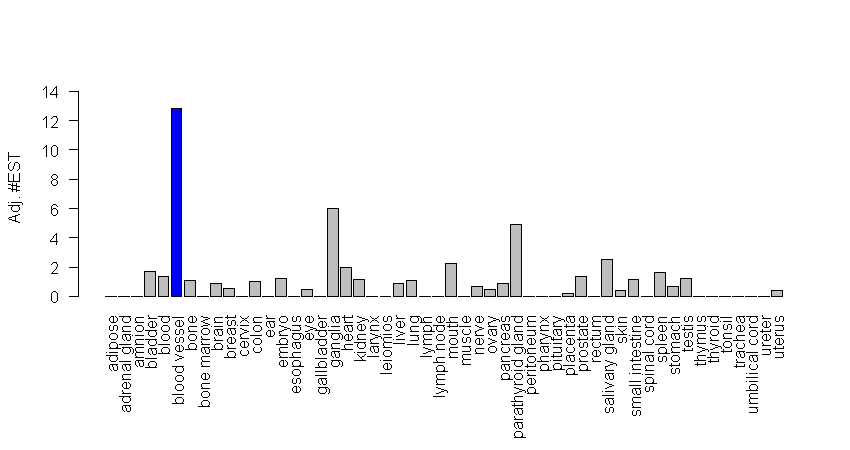 14
12
10
8
6
4
2
0
Adj. #EST
adipose
adrenal gland
amnion
bladder
blood
blood vessel
bone
bone marrow
brain
breast
cervix
colon
ear
embryo
esophagus
eye
gallbladder
ganglia
heart
kidney
larynx
leiomios
liver
lung
lymph
lymph node
mouth
muscle
nerve
ovary
pancreas
parathyroid gland
peritoneum
pharynx
pituitary
placenta
prostate
rectum
salivary gland
skin
small intestine
spinal cord
spleen
stomach
testis
thymus
thyroid
tonsil
trachea
umbilical cord
ureter
uterus